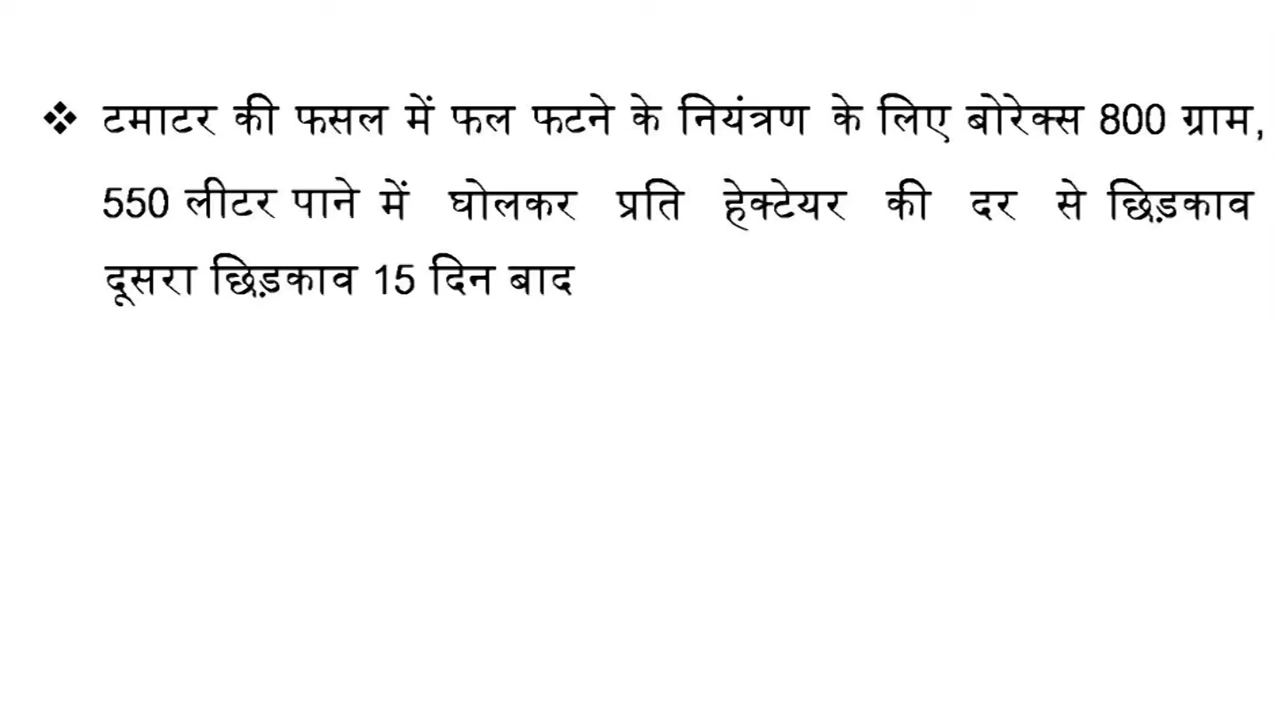 ❖ टमाटर की फसल में फल फटने के नियंत्रण के लिए बोरेक्स 800 ग्राम,
550 लीटर पाने में घोलकर प्रति हेक्टेयर की दर से छिड़काव
दूसरा छिड़काव 15 दिन बाद